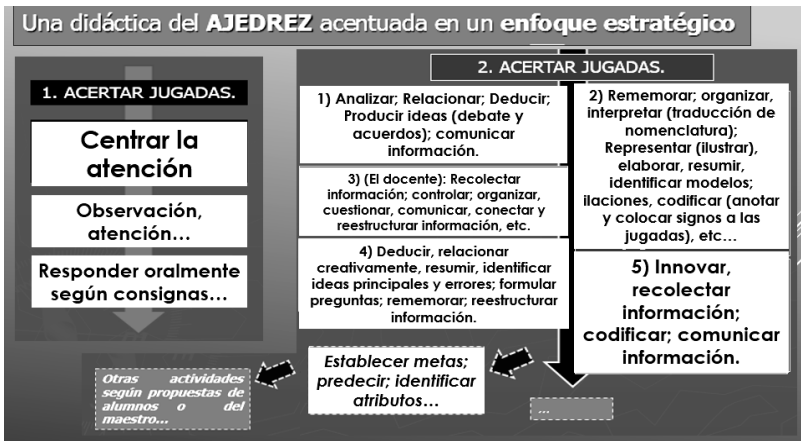 Una didáctica del AJEDREZ acentuada en un enfoque estratégico
1. ACERTAR JUGADAS.
Centrar la
atención
Observación,
atención…
Responder oralmente
según consignas…
2. ACERTAR JUGADAS.
1) Analizar; Relacionar; Deducir;
Producir ideas (debate y
acuerdos); comunicar
información.
2) Rememorar; organizar,
interpretar (traducción de
nomenclatura);
Representar (ilustrar),
elaborar, resumir,
identificar modelos;
ilaciones, codificar (anotar
y colocar signos a las
jugadas), etc…
3) (El docente): Recolectar
información; controlar; organizar,
cuestionar, comunicar, conectar y
reestructurar información, etc.
4) Deducir, relacionar
creativamente, resumir, identificar
ideas principales y errores; formular
preguntas; rememorar; reestructurar
información.
5) Innovar,
recolectar
información;
codificar; comunicar
información.
Establecer metas;
predecir; identificar
atributos…
Otras actividades
según propuestas de
alumnos o del
maestro…
…